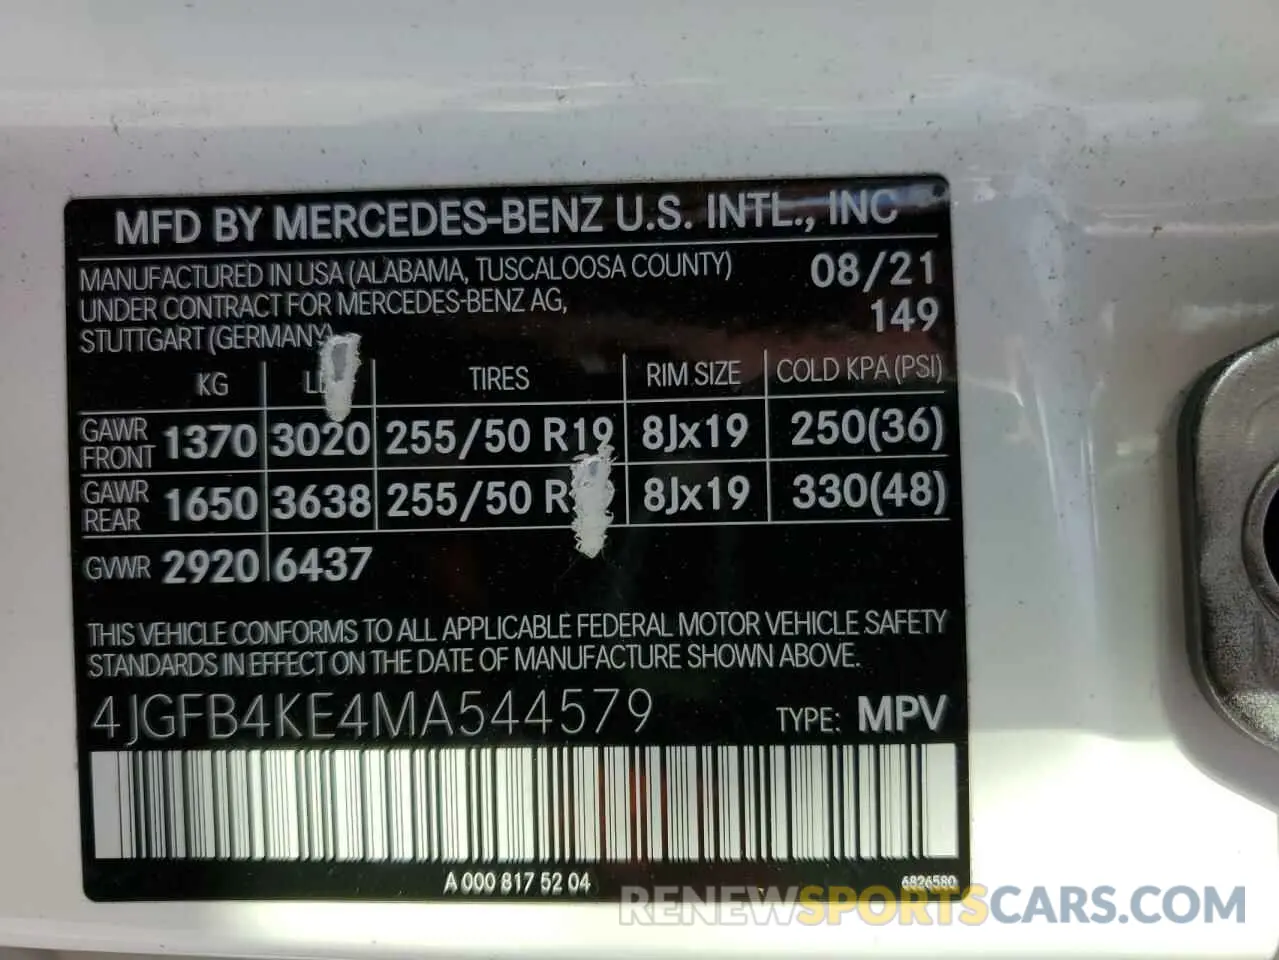 MFD BY MERCEDES-BENZ U.S. INTL., INC
MANUFACTURED IN USA (ALABAMA, TUSCALOOSA COUNTY) 08/21
UNDER CONTRACT FOR MERCEDES-BENZ AG, 149
STUTTGART (GERMANY)
KG TIRES RIM SIZE COLD KPA (PSI)
GAWR FRONT 1370 3020 255/50 R19 8Jx19 250(36)
GAWR REAR 1650 3638 255/50 8Jx19 330(48)
GVWR 2920 6437
THIS VEHICLE CONFORMS TO ALL APPLICABLE FEDERAL MOTOR VEHICLE SAFETY
STANDARDS IN EFFECT ON THE DATE OF MANUFACTURE SHOWN ABOVE.
4JGFB4KE4MA544579 TYPE: MPV
A 000 817 52 04 6826580
RENEWSPORTSCARS.COM